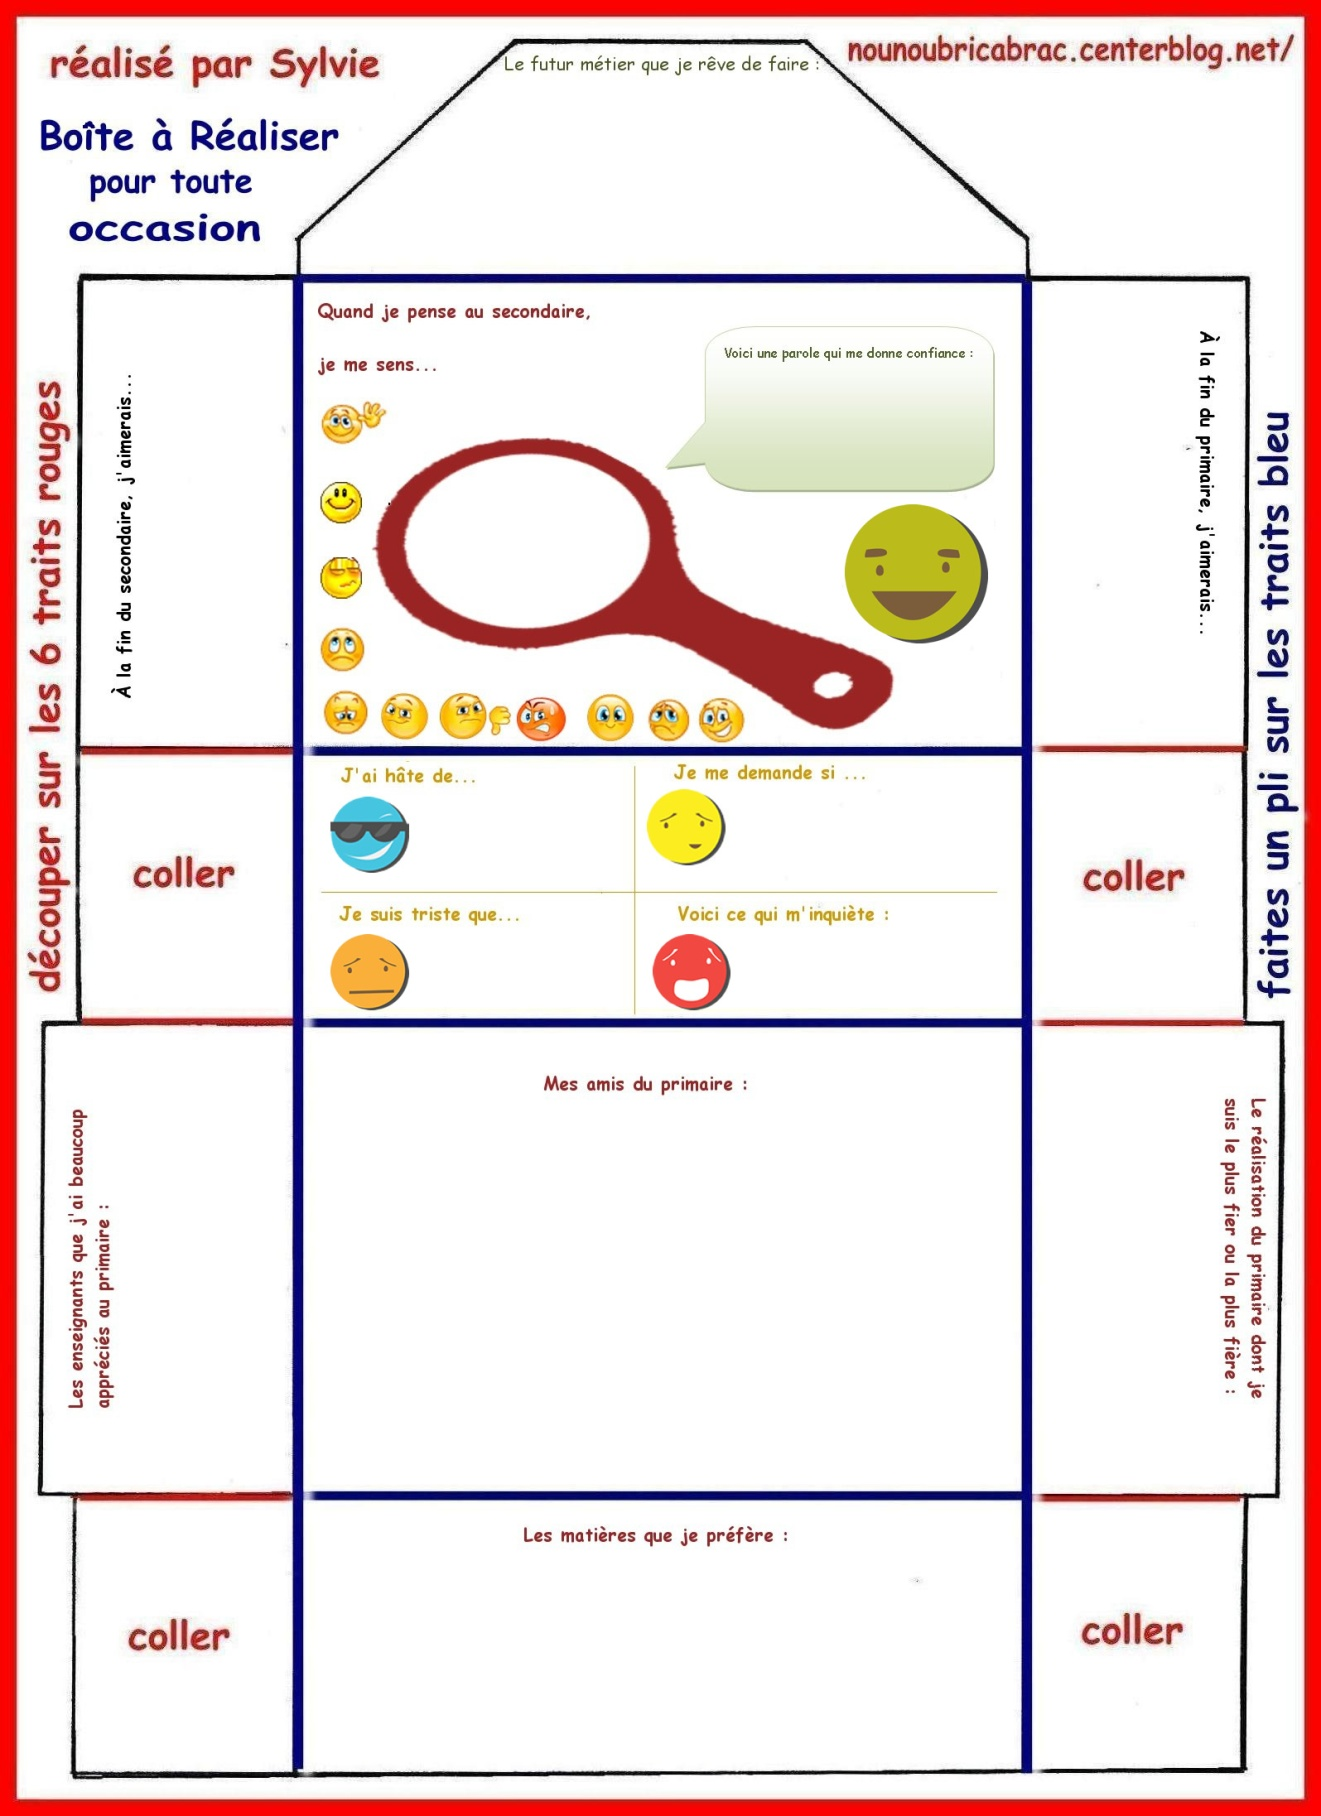 réalisé par Sylvie
nounoubricabrac.centerblog.net/
Le futur métier que je rêve de faire :
Boîte à Réaliser
pour toute
occasion
découper sur les 6 traits rouges
À la fin du secondaire, j'aimerais...
Quand je pense au secondaire,
je me sens...
Voici une parole qui me donne confiance :
À la fin du primaire, j'aimerais...
faites un pli sur les traits bleu
coller
J'ai hâte de...
Je me demande si ...
Je suis triste que...
Voici ce qui m'inquiète :
coller
Les enseignants que j'ai beaucoup
appréciés au primaire :
Mes amis du primaire :
Le réalisation du primaire dont je
suis le plus fier ou la plus fière :
coller
Les matières que je préfère :
coller